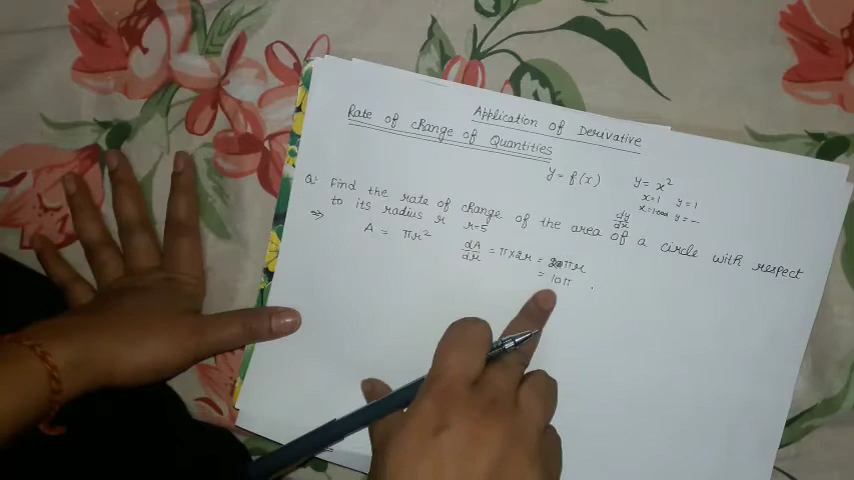 Application of Derivative
Rate of change of Quantities
y = f(x)
y = x²
x=1 y=1
x=1000 y= —
dy/dx
Q: Find the rate of change of the area of a circle with respect
to its radius r r=5
⇒ A = πr² dA/dr = π×2r = 2πr
= 10π.